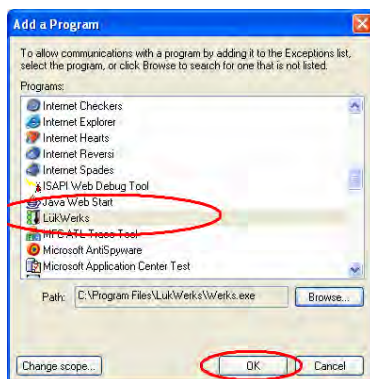 Add a Program
To allow communications with a program by adding it to the Exceptions list,
select the program, or click Browse to search for one that is not listed.
Programs:
Internet Checkers
Internet Explorer
Internet Hearts
Internet Reversi
Internet Spades
ISAPI Web Debug Tool
Java Web Start
LükWerks
MFC-ATL Trace Tool
Microsoft AntiSpyware
Microsoft Application Center Test
Path: C:\Program Files\LukWerks\Werks.exe Browse...
Change scope... OK Cancel